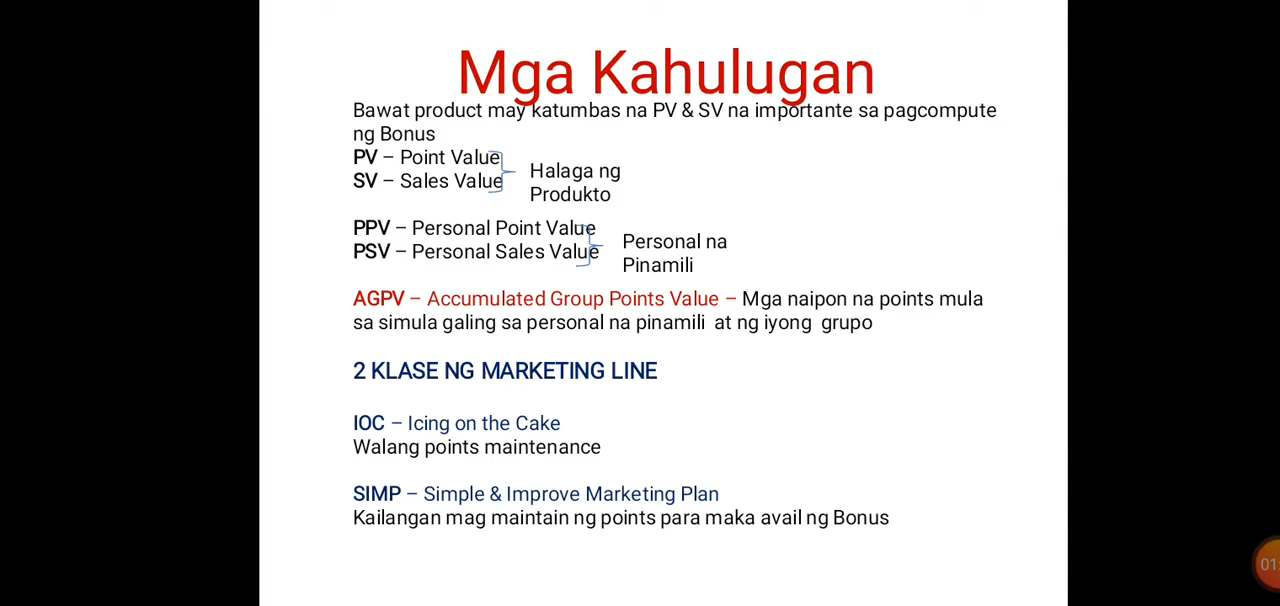 Mga Kahulugan
Bawat product may katumbas na PV & SV na importante sa pagcompute
ng Bonus
PV – Point Value
SV – Sales Value
Halaga ng
Produkto
PPV – Personal Point Value
PSV – Personal Sales Value
Personal na
Pinamili
AGPV – Accumulated Group Points Value – Mga naipon na points mula
sa simula galing sa personal na pinamili at ng iyong grupo
2 KLASE NG MARKETING LINE
IOC – Icing on the Cake
Walang points maintenance
SIMP – Simple & Improve Marketing Plan
Kailangan mag maintain ng points para maka avail ng Bonus